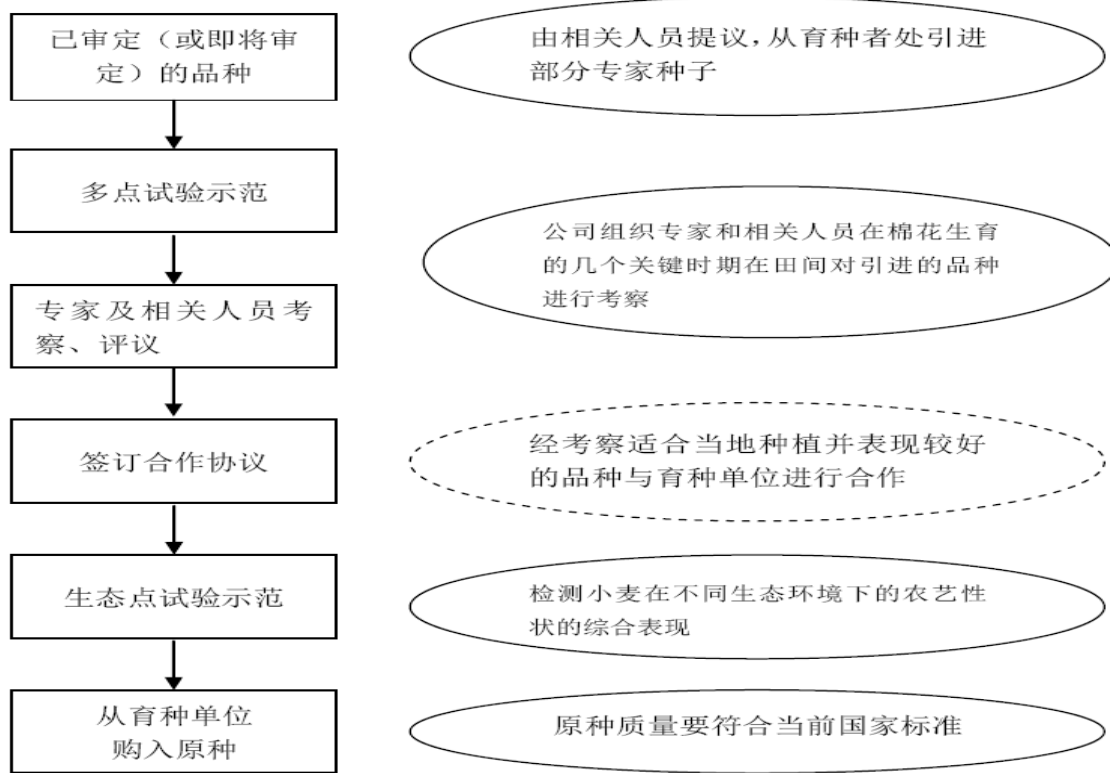 已审定（或即将审
定）的品种
由相关人员提议，从育种者处引进
部分专家种子
多点试验示范
公司组织专家和相关人员在棉花生育
的几个关键时期在田间对引进的品种
进行考察
专家及相关人员考
察、评议
签订合作协议
经考察适合当地种植并表现较好
的品种与育种单位进行合作
生态点试验示范
检测小麦在不同生态环境下的农艺性
状的综合表现
从育种单位
购入原种
原种质量要符合当前国家标准